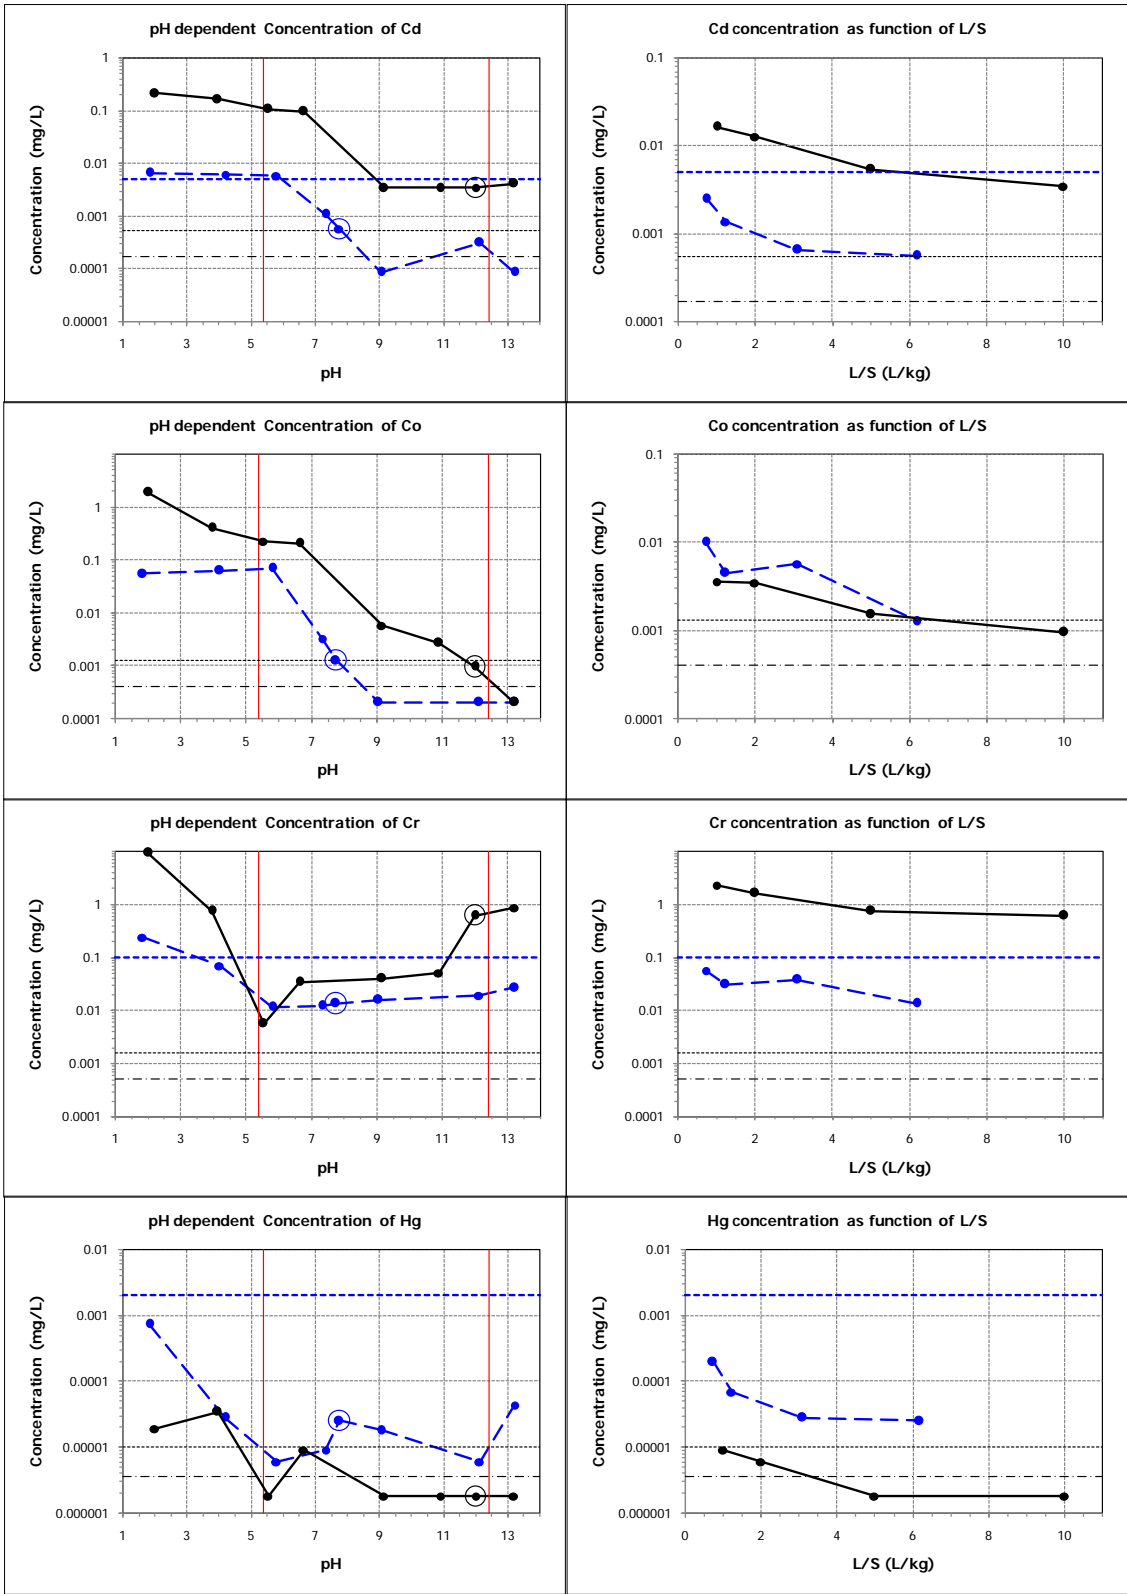 pH dependent Concentration of Cd
Concentration (mg/L)
1
0.1
0.01
0.001
0.0001
0.00001
1 3 5 7 9 11 13
pH
Cd concentration as function of L/S
Concentration (mg/L)
0.1
0.01
0.001
0.0001
0 2 4 6 8 10
L/S (L/kg)
pH dependent Concentration of Co
Concentration (mg/L)
1
0.1
0.01
0.001
0.0001
1 3 5 7 9 11 13
pH
Co concentration as function of L/S
Concentration (mg/L)
0.1
0.01
0.001
0.0001
0 2 4 6 8 10
L/S (L/kg)
pH dependent Concentration of Cr
Concentration (mg/L)
1
0.1
0.01
0.001
0.0001
1 3 5 7 9 11 13
pH
Cr concentration as function of L/S
Concentration (mg/L)
1
0.1
0.01
0.001
0.0001
0 2 4 6 8 10
L/S (L/kg)
pH dependent Concentration of Hg
Concentration (mg/L)
0.01
0.001
0.0001
0.00001
0.000001
1 3 5 7 9 11 13
pH
Hg concentration as function of L/S
Concentration (mg/L)
0.01
0.001
0.0001
0.00001
0.000001
0 2 4 6 8 10
L/S (L/kg)